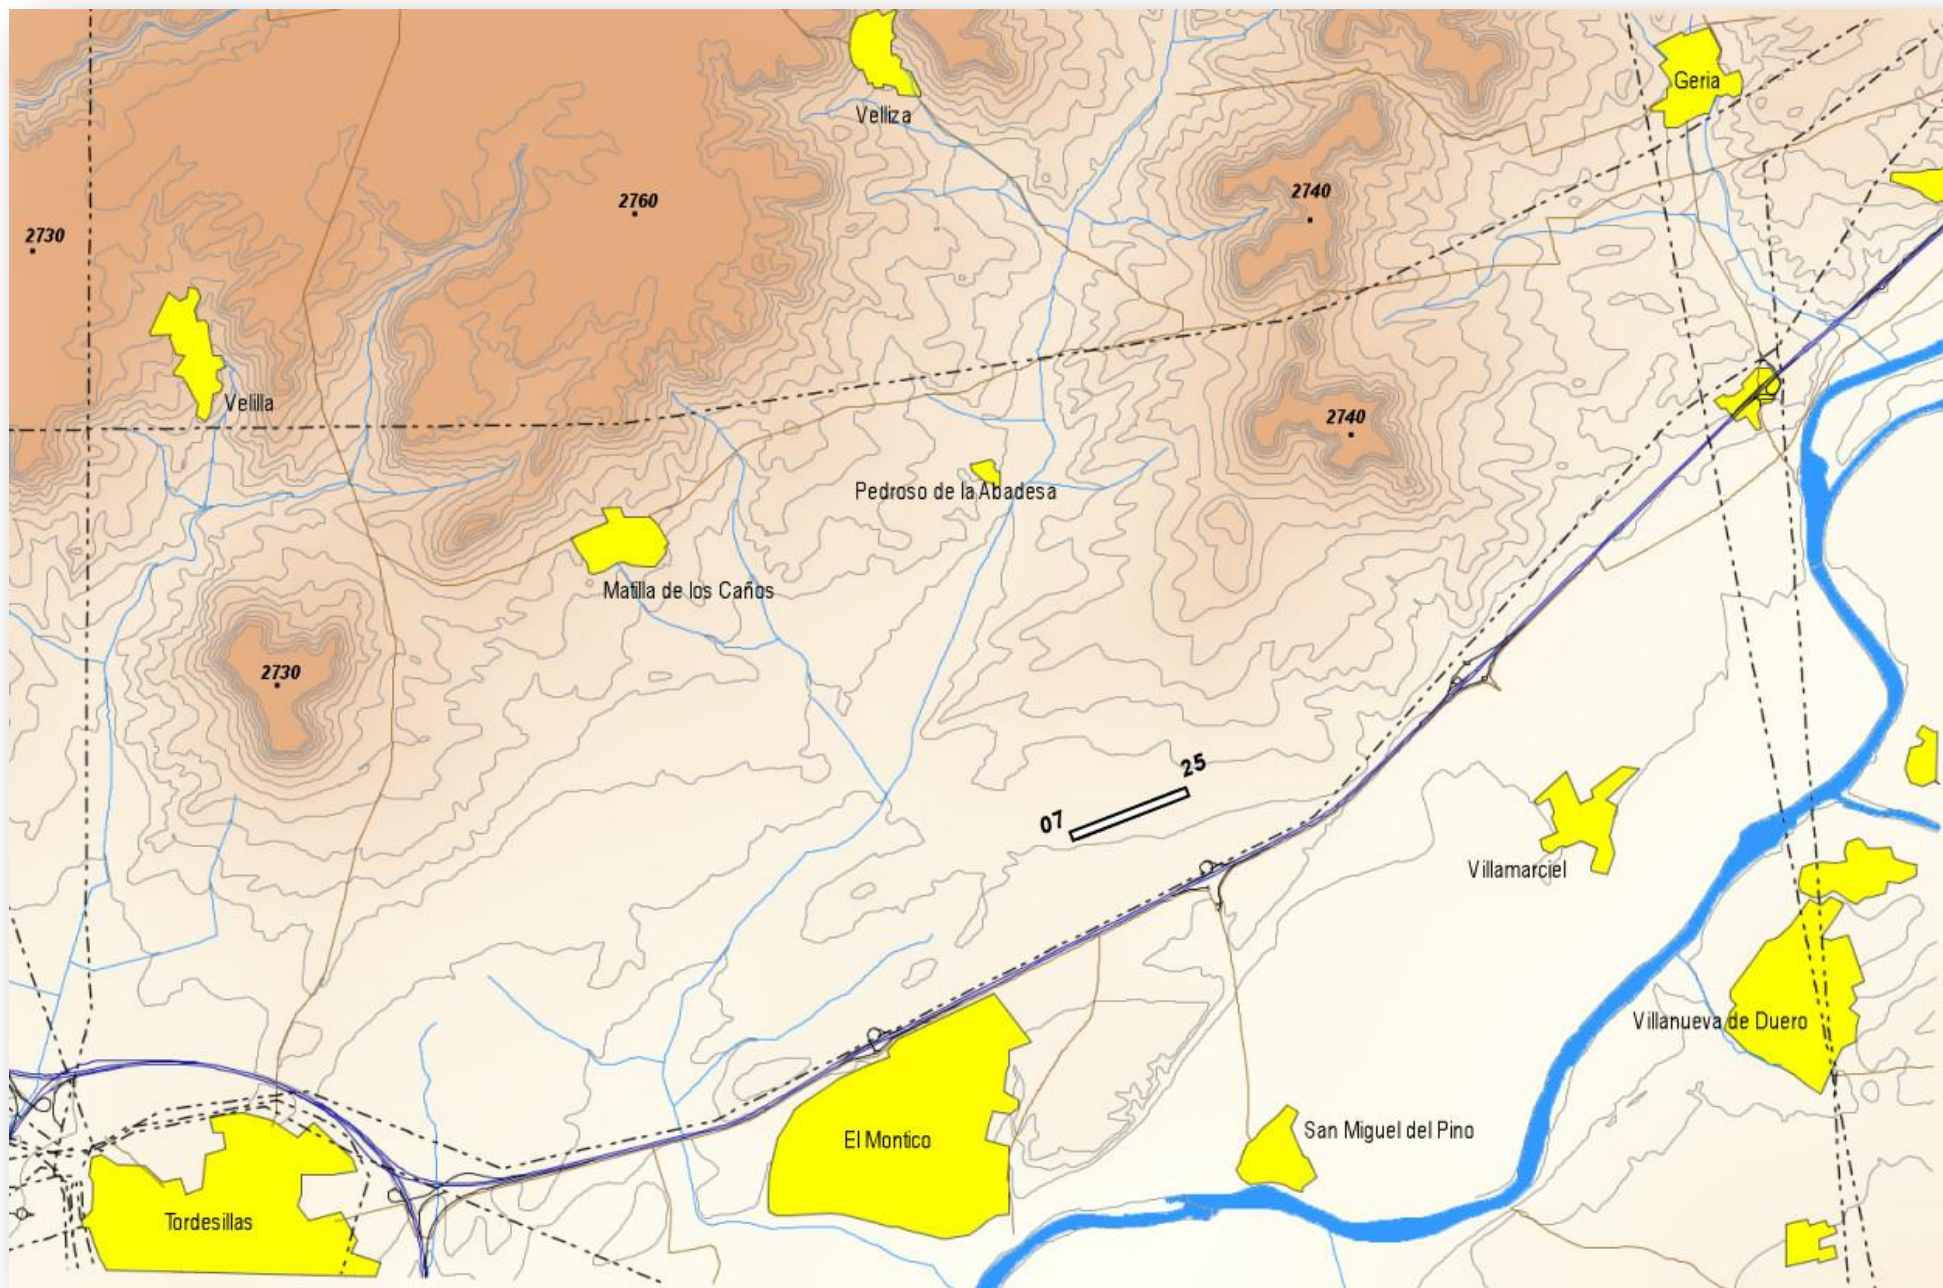 Geria
Velliza
2760
2740
2730
Velilla
2740
Pedroso de la Abadesa
Matilla de los Caños
2730
25
07
Villamarciel
Villanueva de Duero
El Montico
San Miguel del Pino
Tordesillas